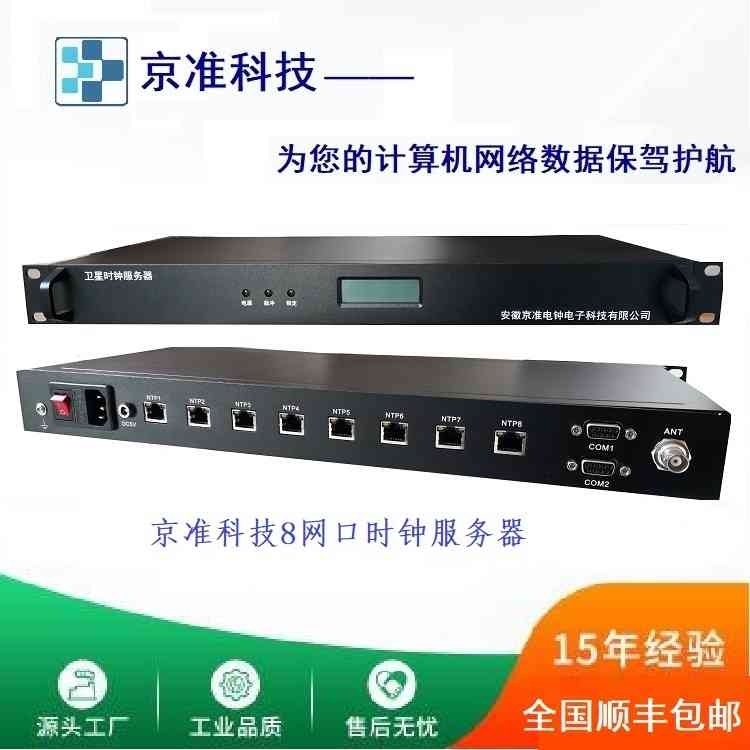 京准科技——
为您的计算机网络数据保驾护航
卫星时钟服务器
电源 脉冲 锁定
安徽京准电钟电子科技有限公司
NTP1 NTP2 NTP3 NTP4 NTP5 NTP6 NTP7 NTP8
DC5V
COM1
COM2
ANT
京准科技8网口时钟服务器
15年经验
全国顺丰包邮
源头工厂 工业品质 售后无忧